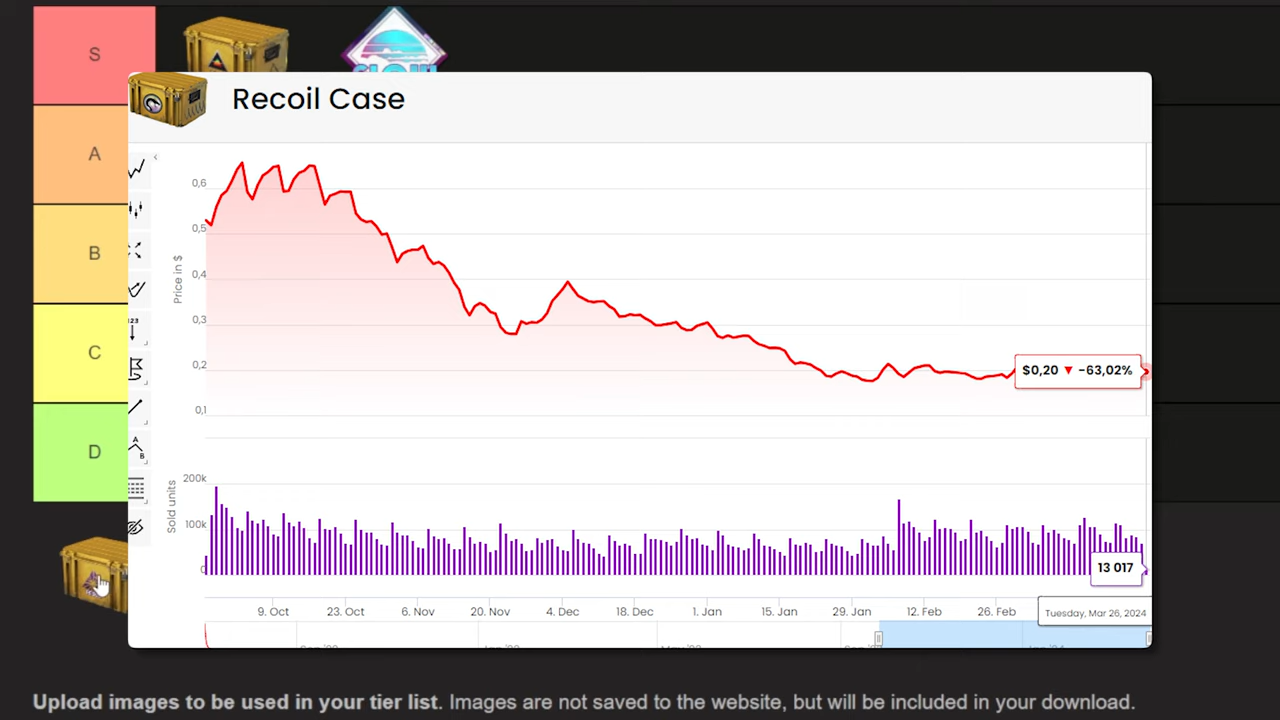 S
CLOUD
Recoil Case
A
0,6
0,5
B
Price in $
0,4
0,3
123
C
0,2
$0,20 ▼ -63,02%
0,1
A
B
D
200k
Sold units
100k
0
13 017
9. Oct
23. Oct
6. Nov
20. Nov
4. Dec
18. Dec
1. Jan
15. Jan
29. Jan
12. Feb
26. Feb
Tuesday, Mar 26, 2024
Upload images to be used in your tier list. Images are not saved to the website, but will be included in your download.